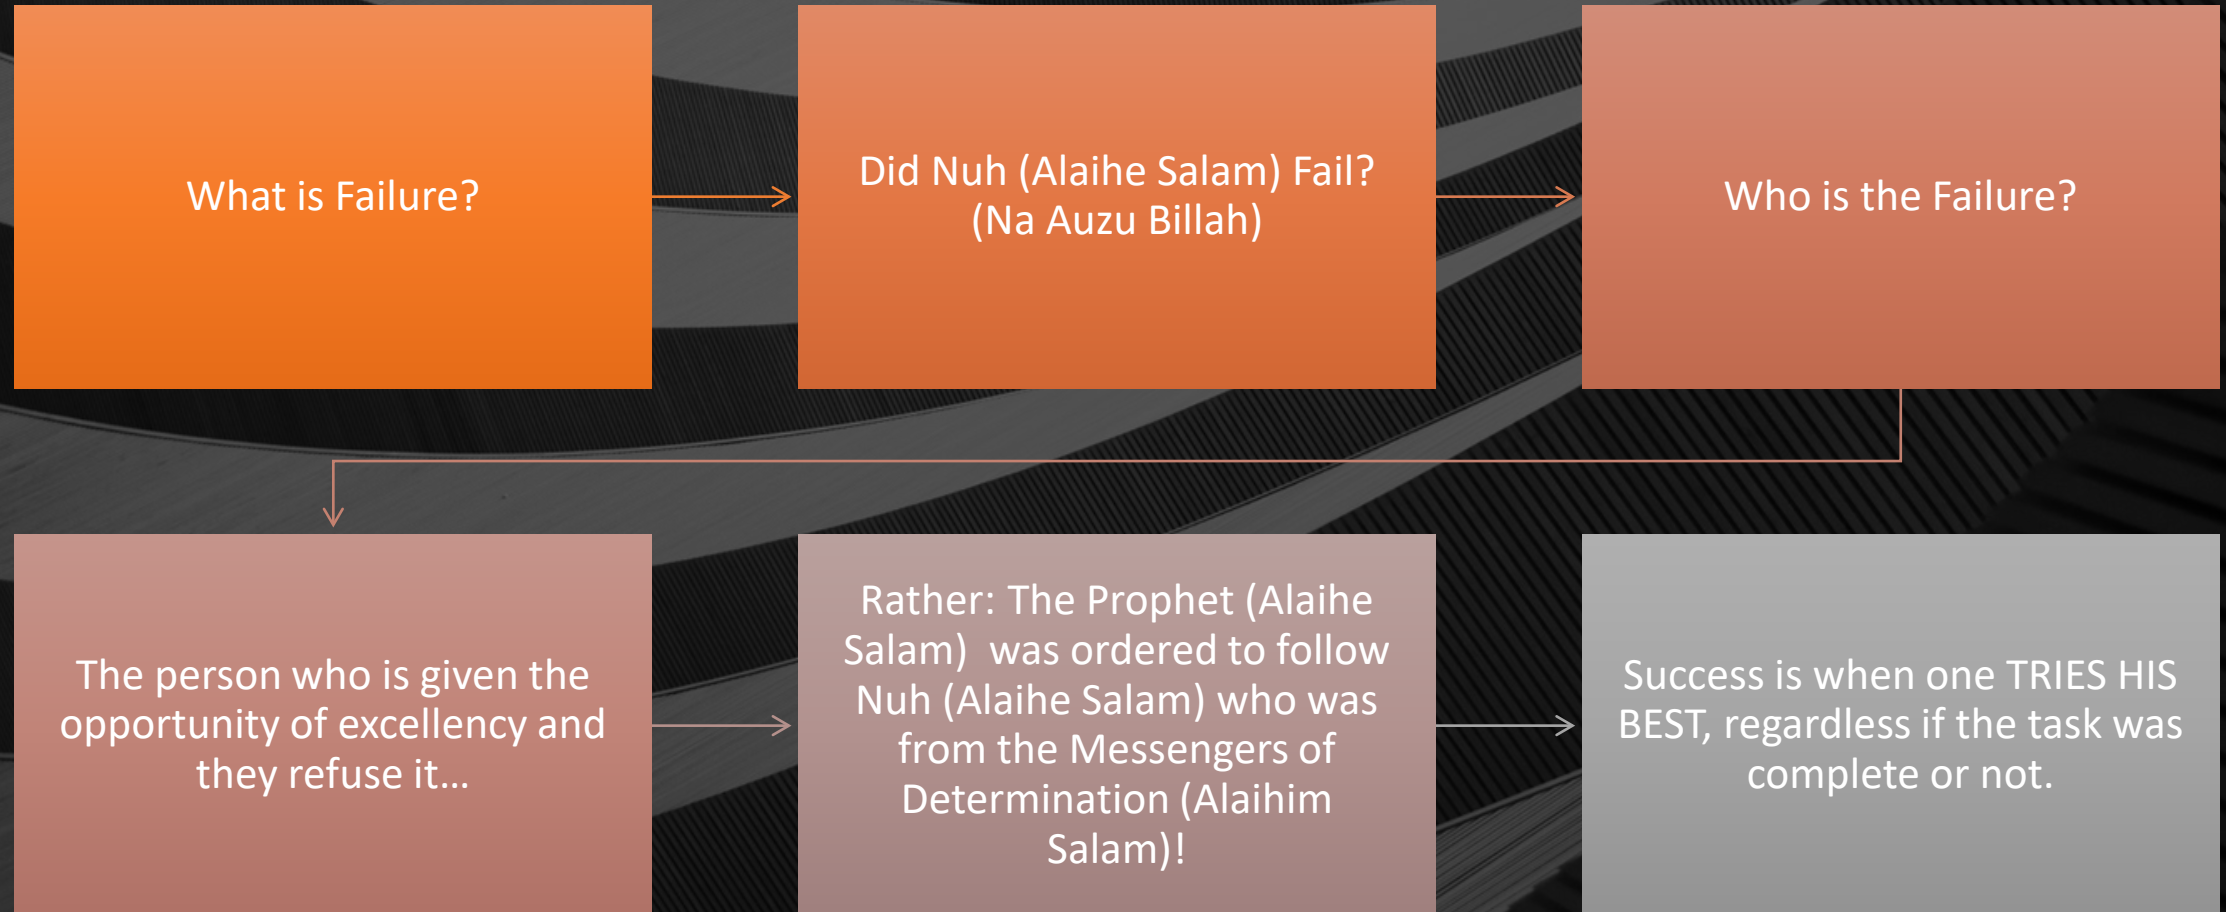 What is Failure?
Did Nuh (Alaihe Salam) Fail?
(Na Auzu Billah)
Who is the Failure?
The person who is given the
opportunity of excellency and
they refuse it…
Rather: The Prophet (Alaihe
Salam)  was ordered to follow
Nuh (Alaihe Salam) who was
from the Messengers of
Determination (Alaihim
Salam)!
Success is when one TRIES HIS
BEST, regardless if the task was
complete or not.